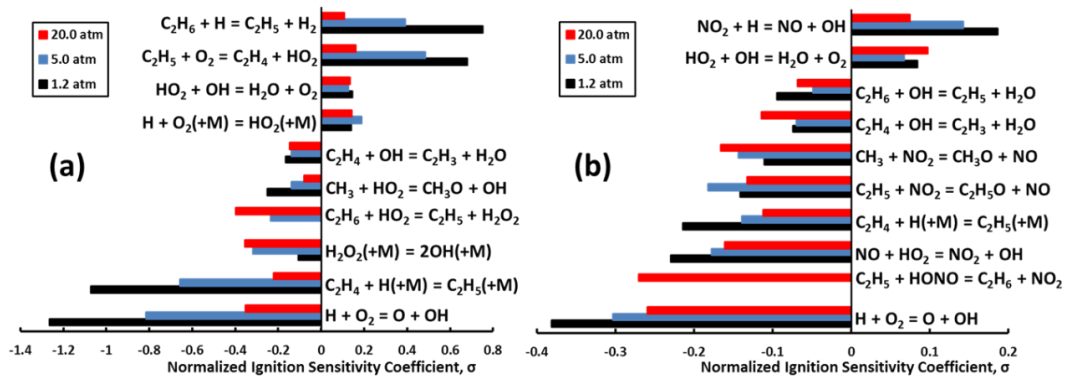 20.0 atm
5.0 atm
1.2 atm
C₂H₆ + H = C₂H₅ + H₂
C₂H₅ + O₂ = C₂H₄ + HO₂
HO₂ + OH = H₂O + O₂
H + O₂(+M) = HO₂(+M)
C₂H₄ + OH = C₂H₃ + H₂O
CH₃ + HO₂ = CH₃O + OH
C₂H₆ + HO₂ = C₂H₅ + H₂O₂
H₂O₂(+M) = 2OH(+M)
C₂H₄ + H(+M) = C₂H₅(+M)
H + O₂ = O + OH
(a)
-1.4 -1.2 -1 -0.8 -0.6 -0.4 -0.2 0 0.2 0.4 0.6 0.8
Normalized Ignition Sensitivity Coefficient, σ
20.0 atm
5.0 atm
1.2 atm
NO₂ + H = NO + OH
HO₂ + OH = H₂O + O₂
C₂H₆ + OH = C₂H₅ + H₂O
C₂H₄ + OH = C₂H₃ + H₂O
CH₃ + NO₂ = CH₃O + NO
C₂H₅ + NO₂ = C₂H₅O + NO
C₂H₄ + H(+M) = C₂H₅(+M)
NO + HO₂ = NO₂ + OH
C₂H₅ + HONO = C₂H₆ + NO₂
H + O₂ = O + OH
(b)
-0.4 -0.3 -0.2 -0.1 0 0.1 0.2
Normalized Ignition Sensitivity Coefficient, σ